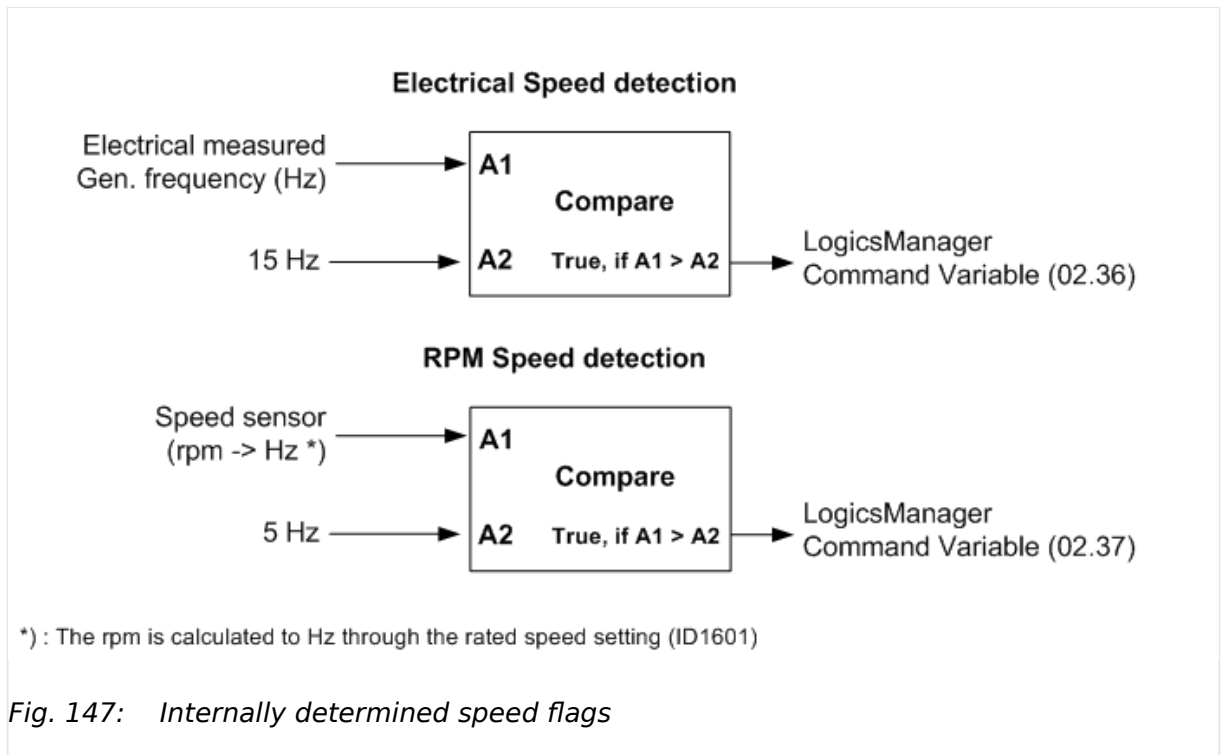 Electrical Speed detection
Electrical measured
Gen. frequency (Hz)
A1
Compare
15 Hz
A2
True, if A1 > A2
LogicsManager
Command Variable (02.36)
RPM Speed detection
Speed sensor
(rpm -> Hz *)
A1
Compare
5 Hz
A2
True, if A1 > A2
LogicsManager
Command Variable (02.37)
*) : The rpm is calculated to Hz through the rated speed setting (ID1601)
Fig. 147: Internally determined speed flags